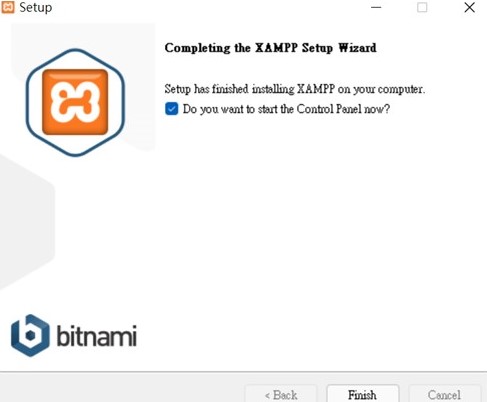 Setup
Completing the XAMPP Setup Wizard
Setup has finished installing XAMPP on your computer.
Do you want to start the Control Panel now?
bitnami
< Back
Finish
Cancel